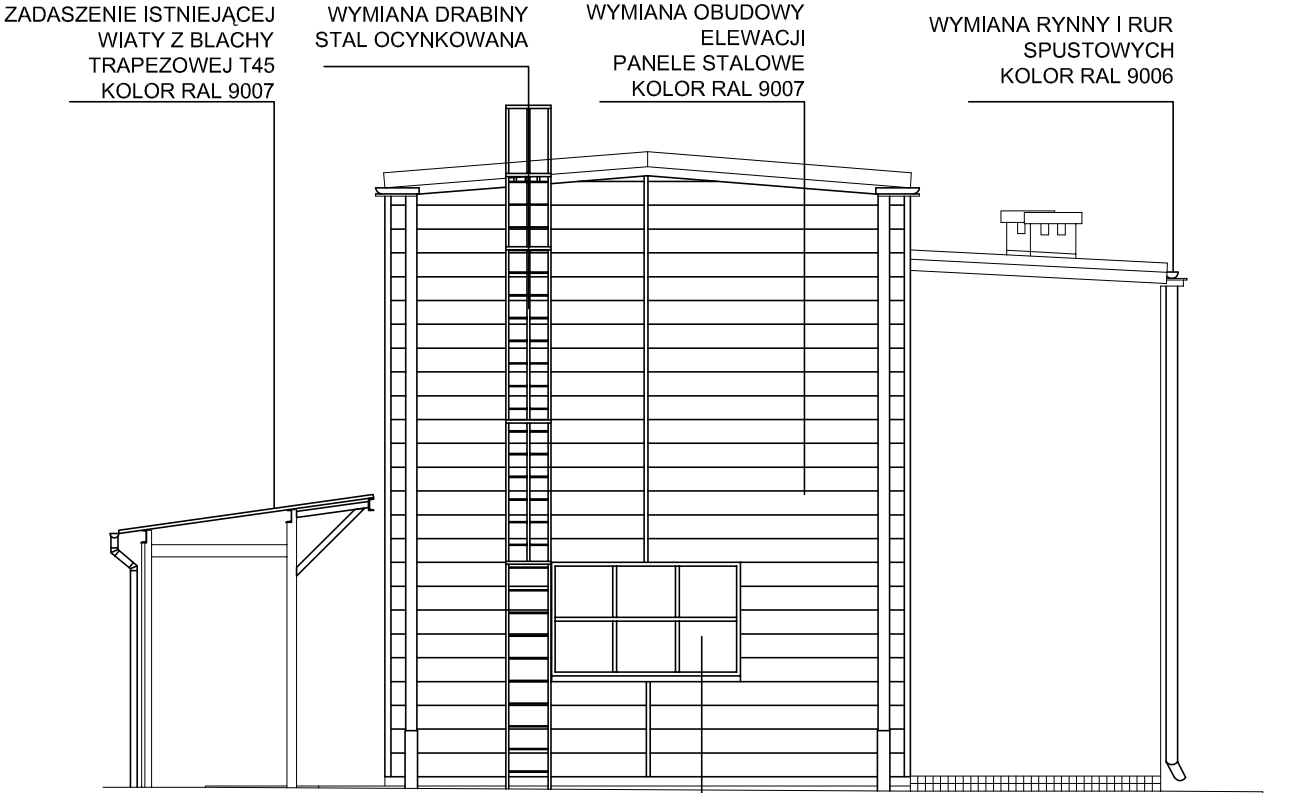 ZADASZENIE ISTNIEJĄCEJ
WIATY Z BLACHY
TRAPEZOWEJ T45
KOLOR RAL 9007
WYMIANA DRABINY
STAL OCYNKOWANA
WYMIANA OBUDOWY
ELEWACJI
PANELE STALOWE
KOLOR RAL 9007
WYMIANA RYNNY I RUR
SPUSTOWYCH
KOLOR RAL 9006